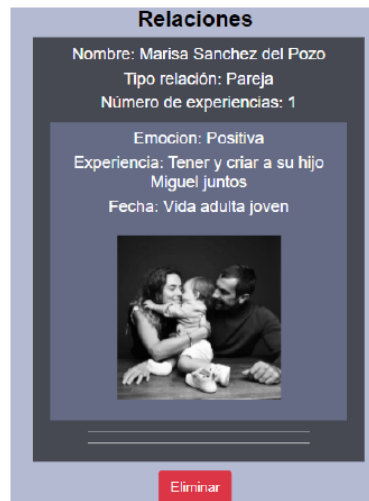 Relaciones
Nombre: Marisa Sanchez del Pozo
Tipo relación: Pareja
Número de experiencias: 1
Emocion: Positiva
Experiencia: Tener y criar a su hijo
Miguel juntos
Fecha: Vida adulta joven
Eliminar